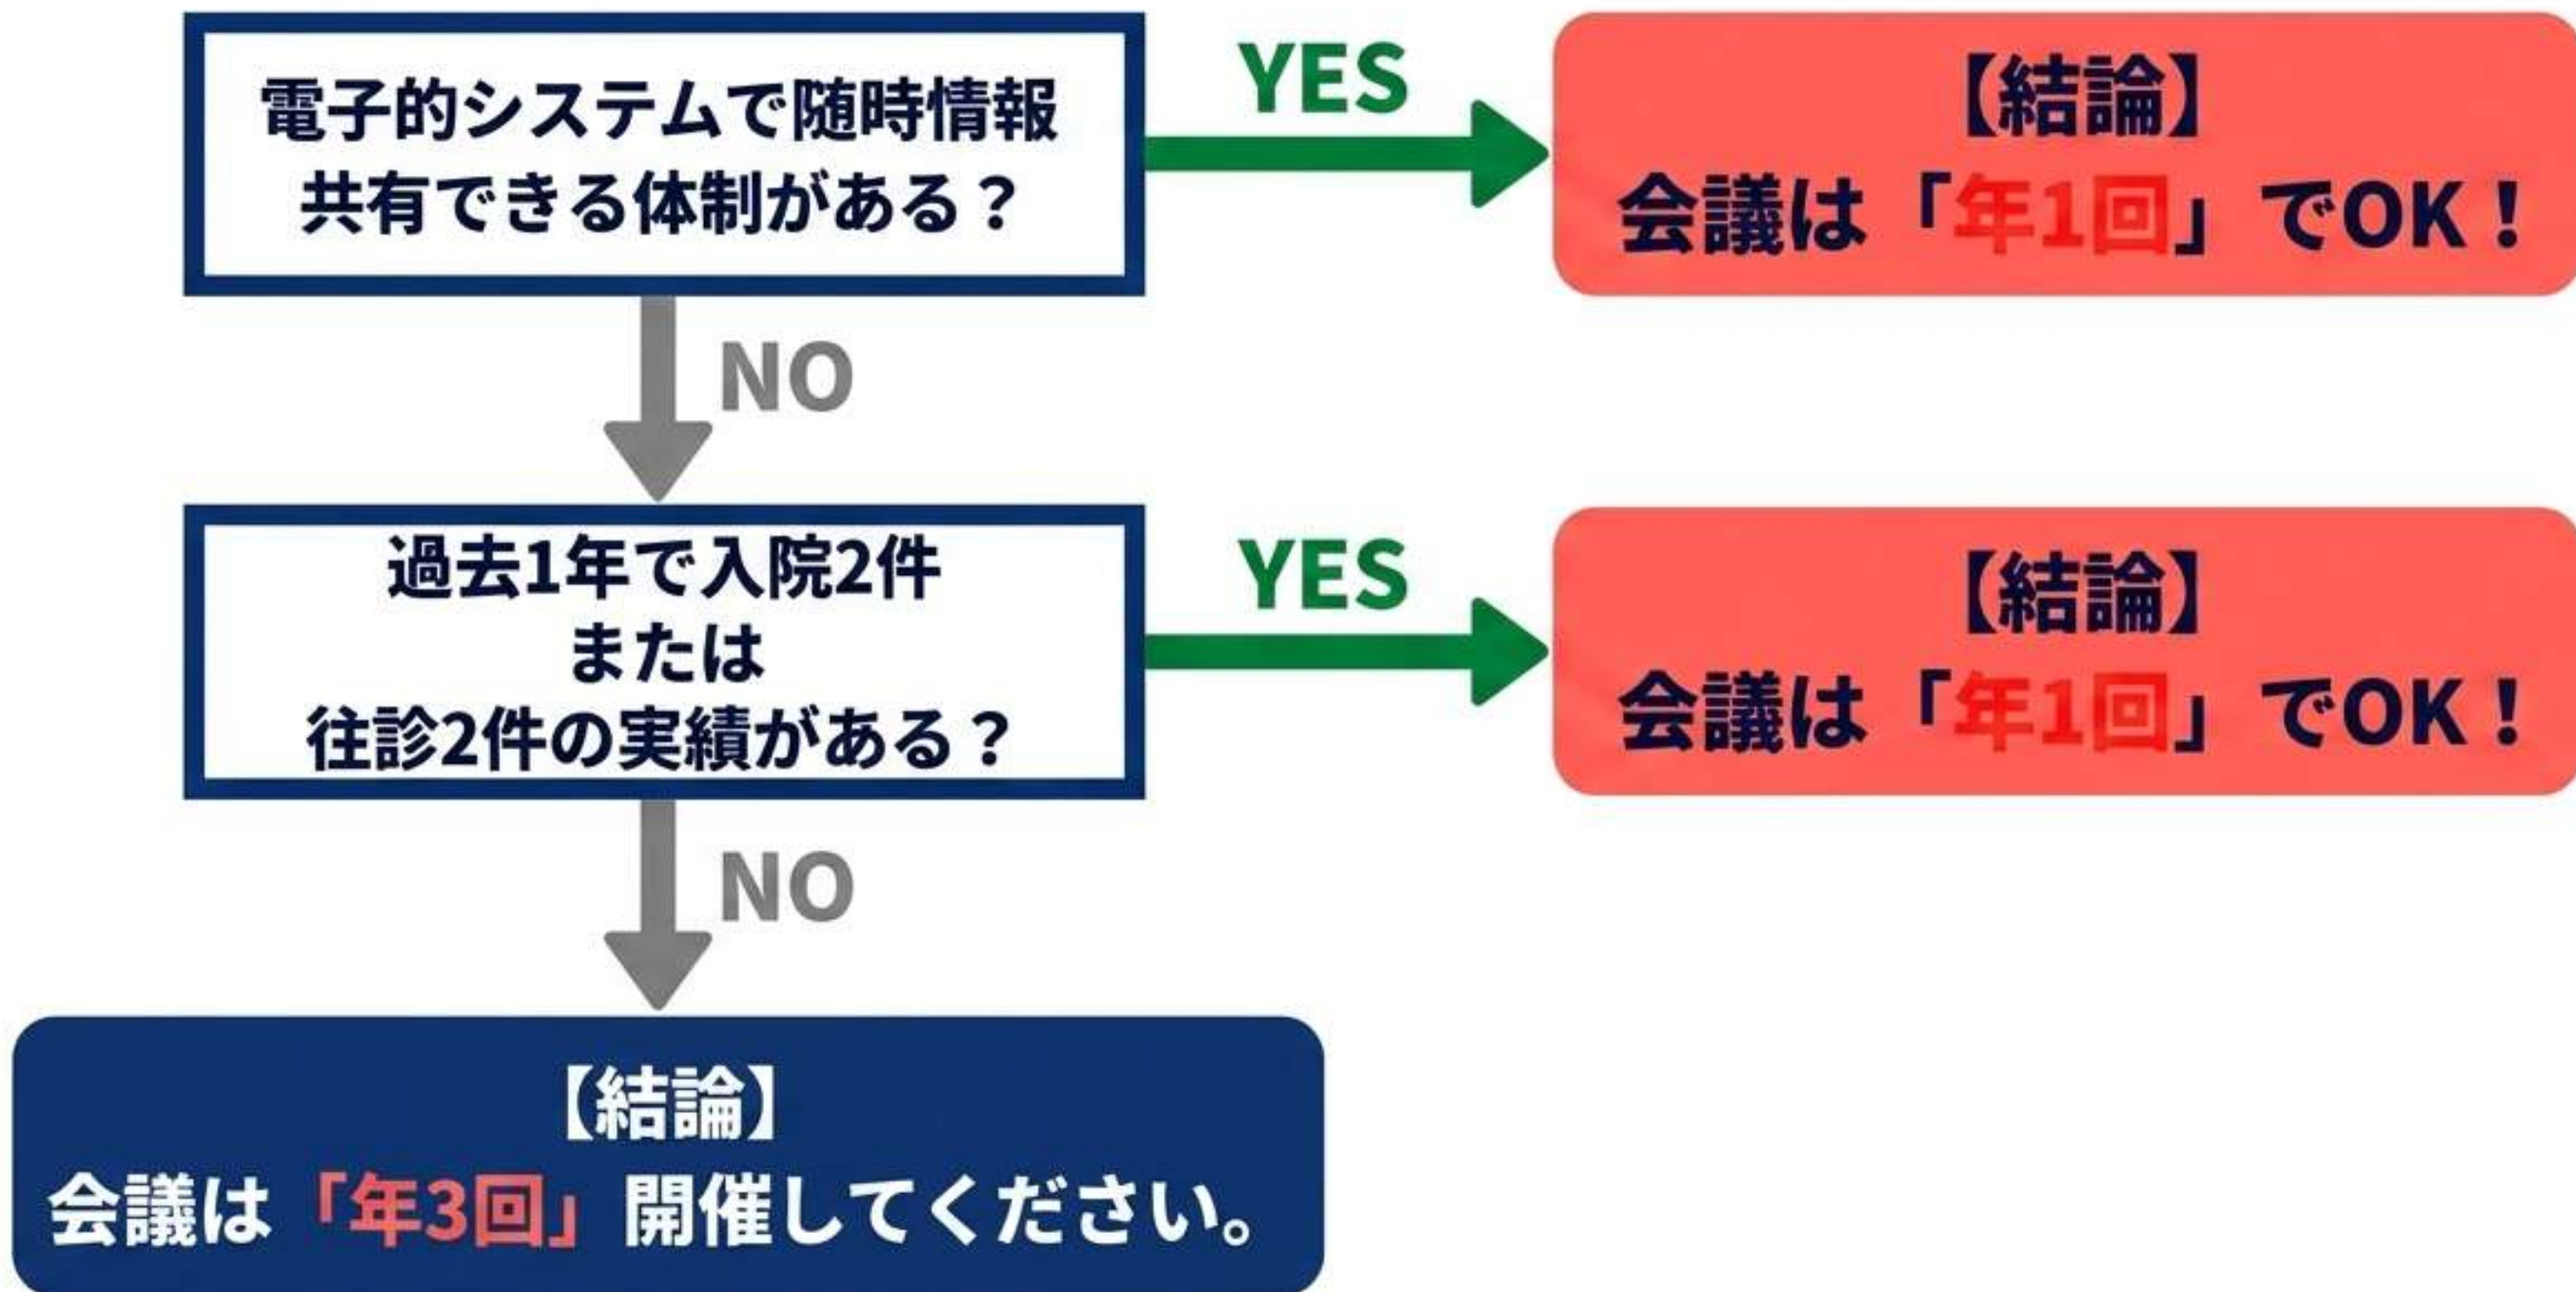 電子的システムで随時情報
共有できる体制がある？
YES
【結論】
会議は「年1回」でOK！
NO
過去1年で入院2件
または
往診2件の実績がある？
YES
【結論】
会議は「年1回」でOK！
NO
【結論】
会議は「年3回」開催してください。